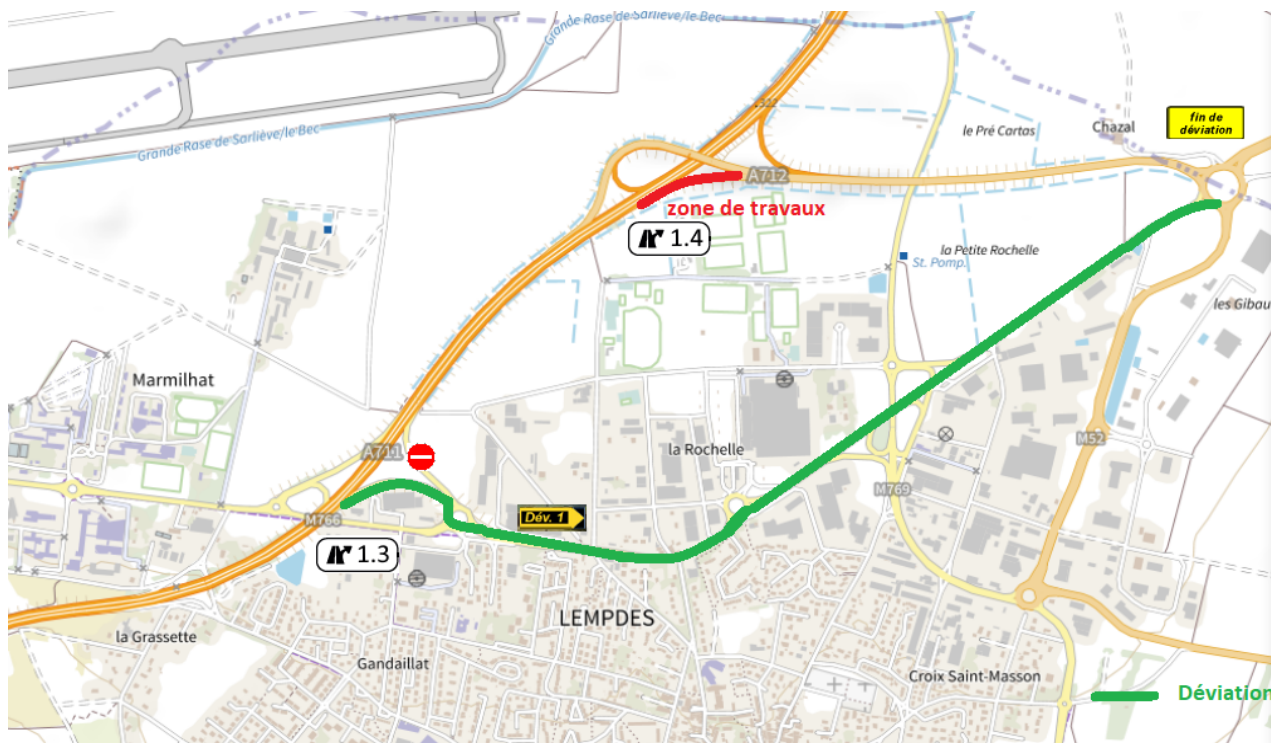 Grande Rase de Sarliève/le Bec
Grande Rase de Sarliève/le Bec
322
le Pré Cartas
Chazal
fin de
déviation
A712
zone de travaux
1.4
la Petite Rochelle
St. Pomp.
les Gibau
Marmilhat
A711
la Rochelle
M52
M769
M766
Dév. 1
1.3
LEMPDES
la Grassette
Gandaillat
Croix Saint-Masson
Déviation